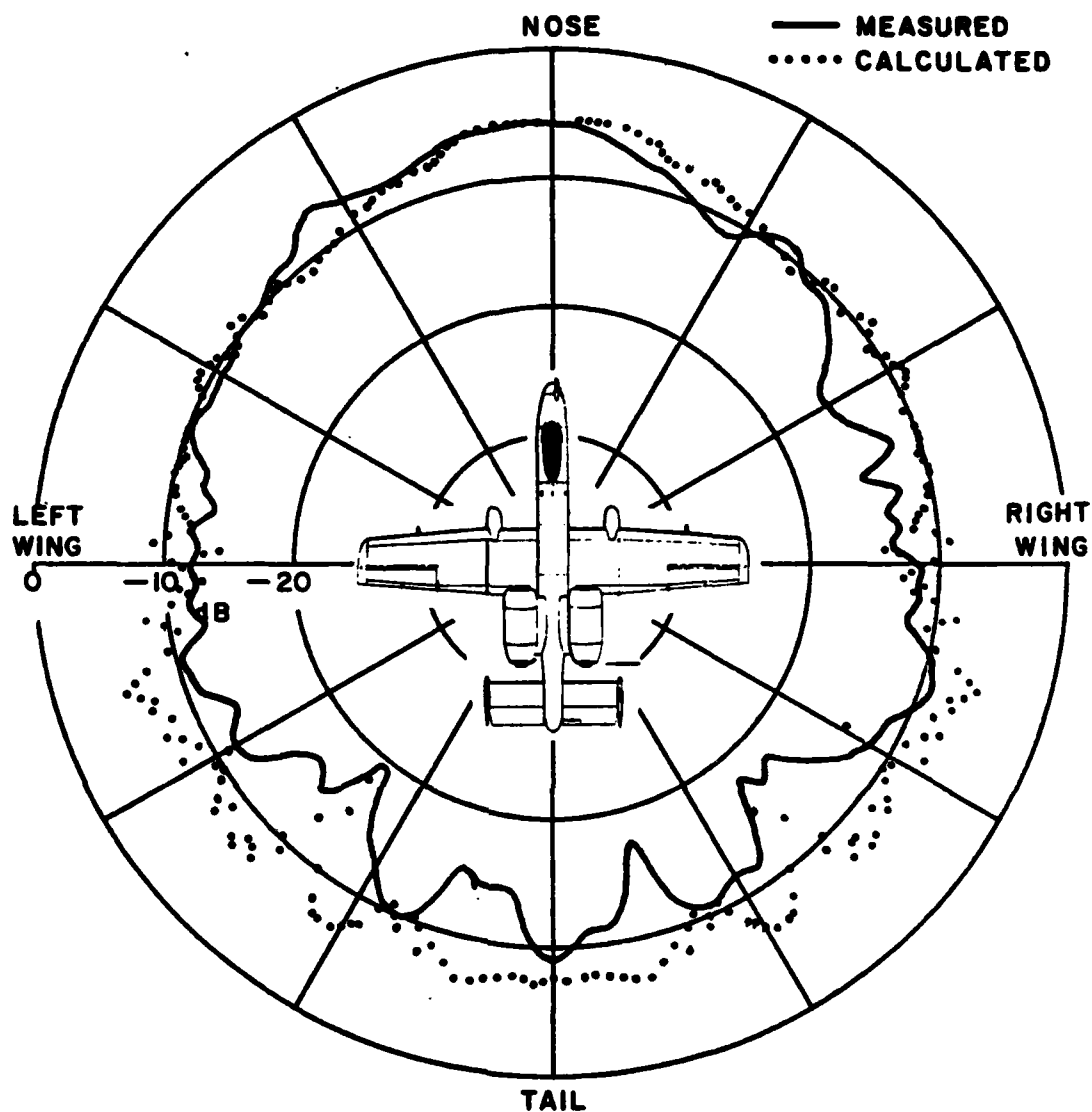 NOSE
MEASURED
CALCULATED
LEFT
WING
RIGHT
WING
0 -10 -20
dB
TAIL